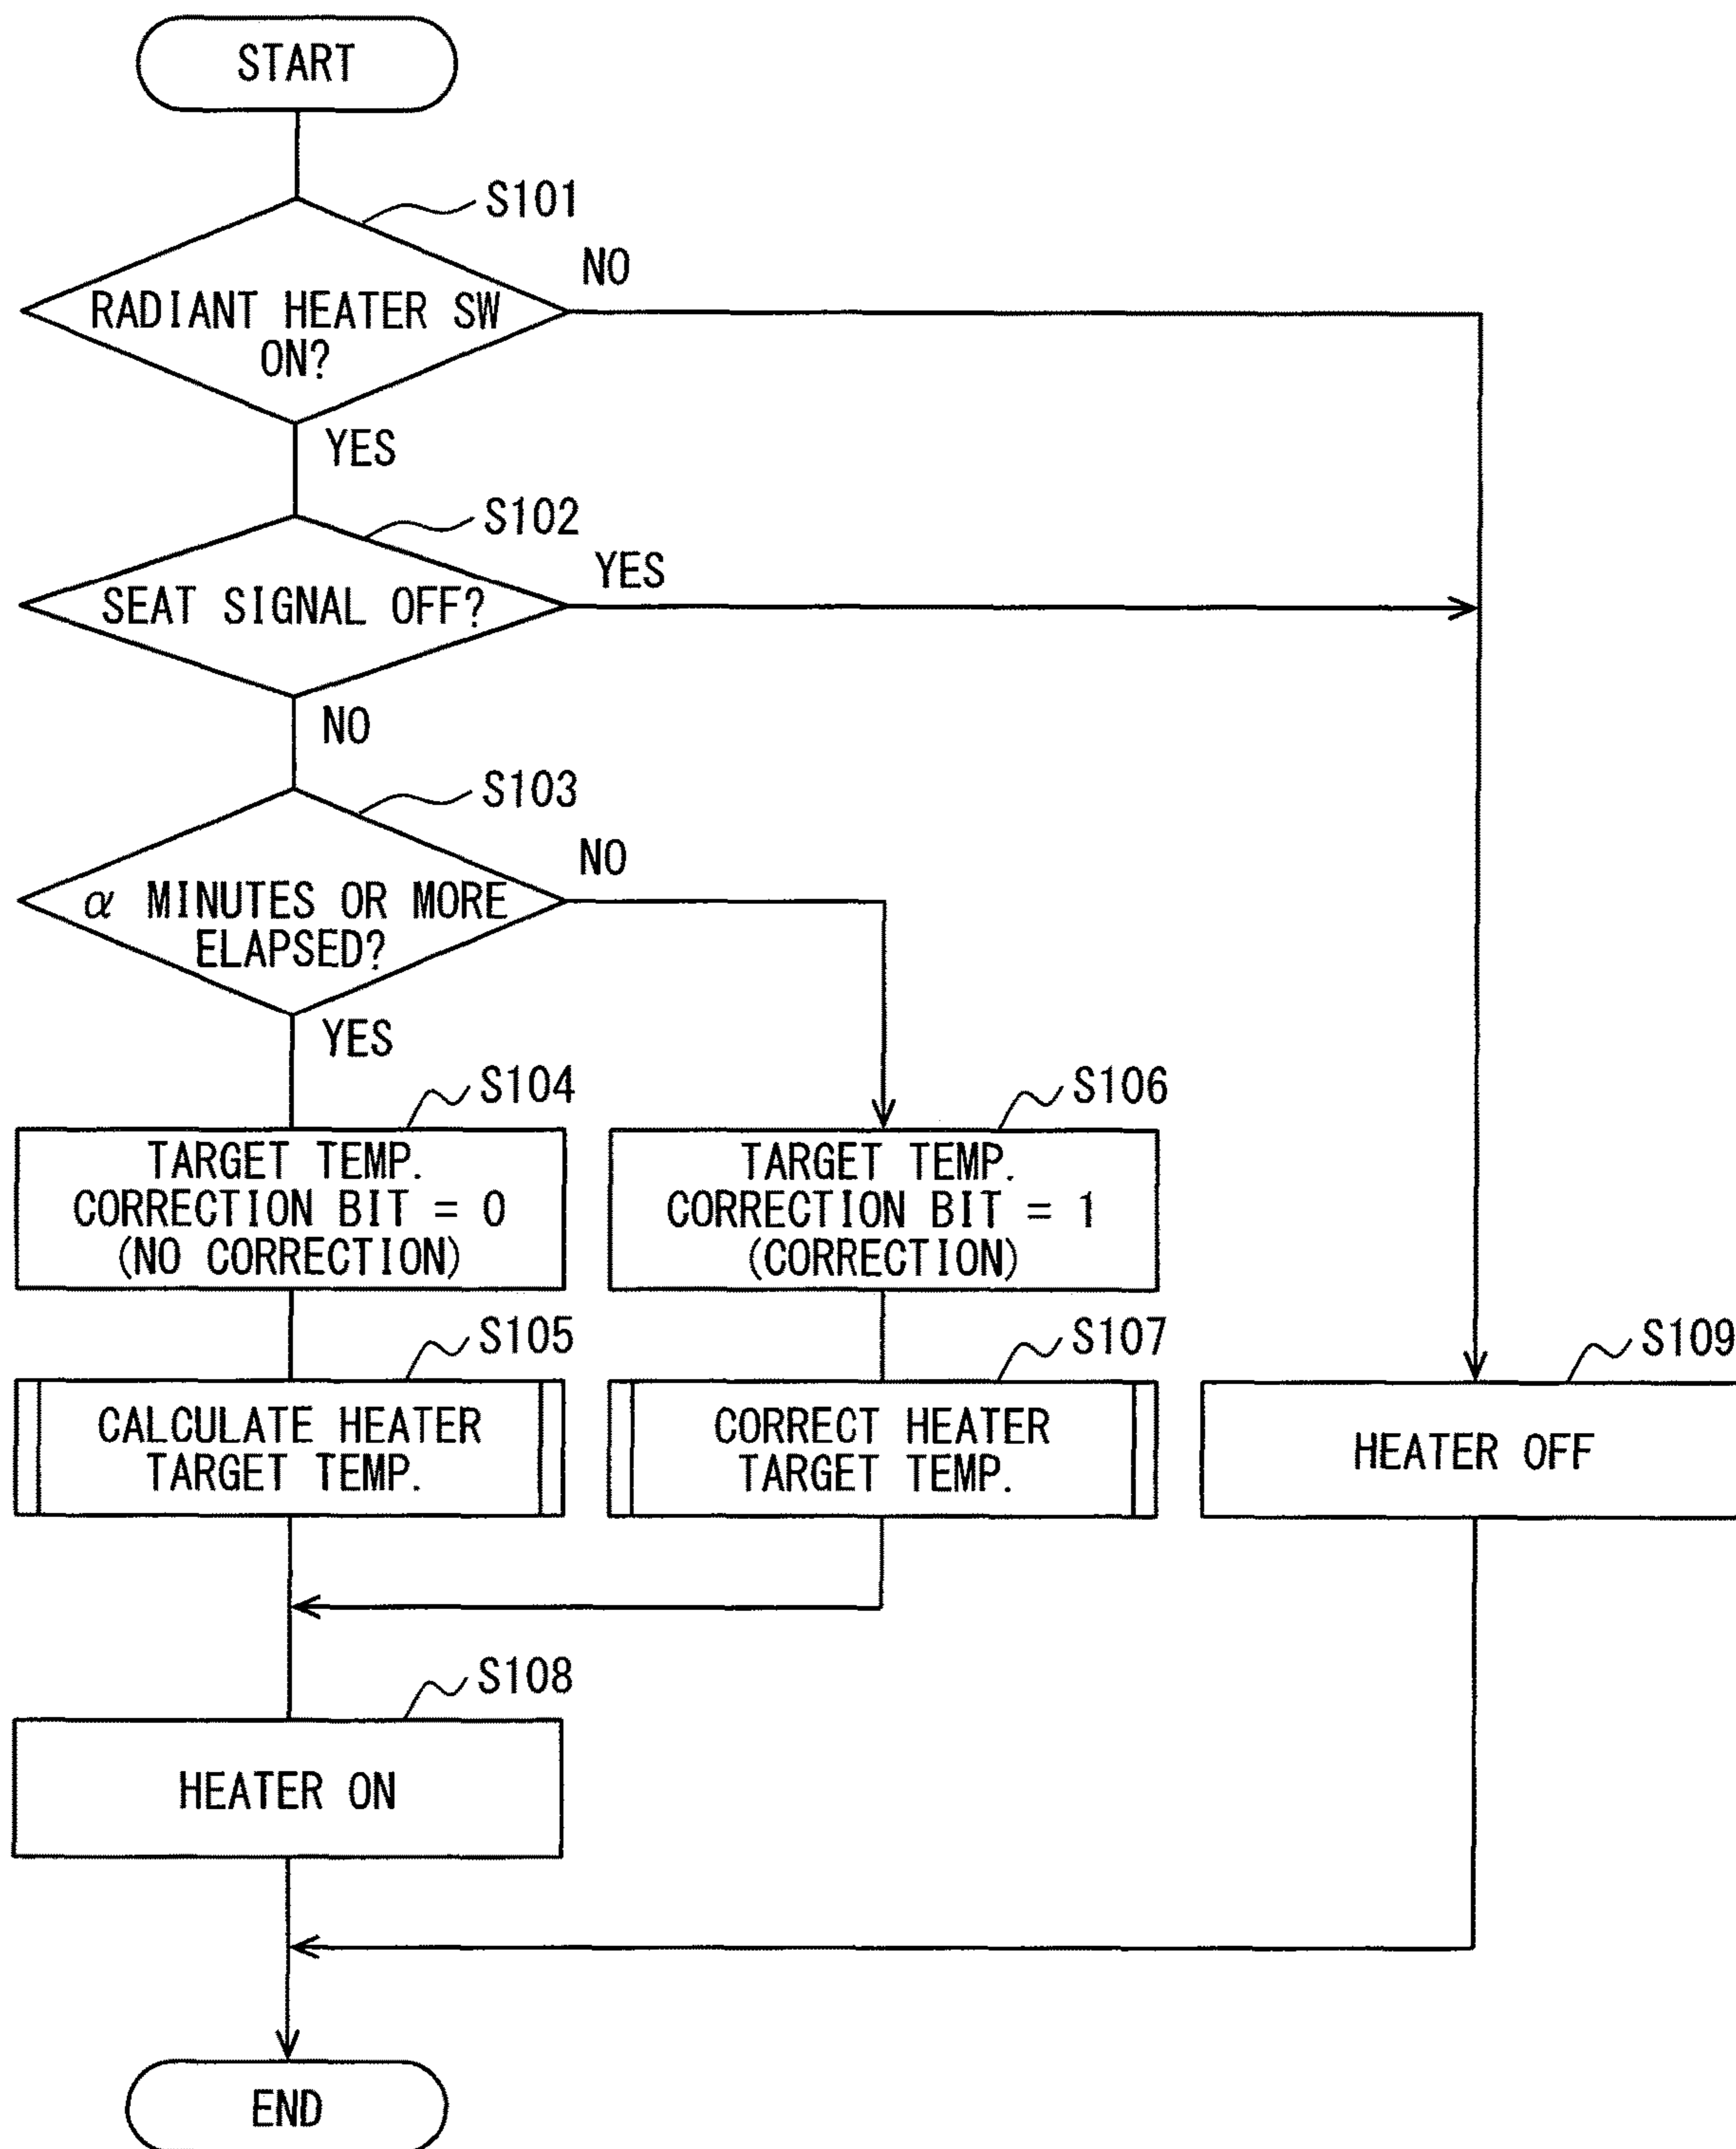 START
S101
NO
RADIANT HEATER SW
ON?
YES
S102
YES
SEAT SIGNAL OFF?
NO
S103
NO
α MINUTES OR MORE
ELAPSED?
YES
S104
TARGET TEMP.
CORRECTION BIT = 0
(NO CORRECTION)
S106
TARGET TEMP.
CORRECTION BIT = 1
(CORRECTION)
S105
CALCULATE HEATER
TARGET TEMP.
S107
CORRECT HEATER
TARGET TEMP.
S109
HEATER OFF
S108
HEATER ON
END